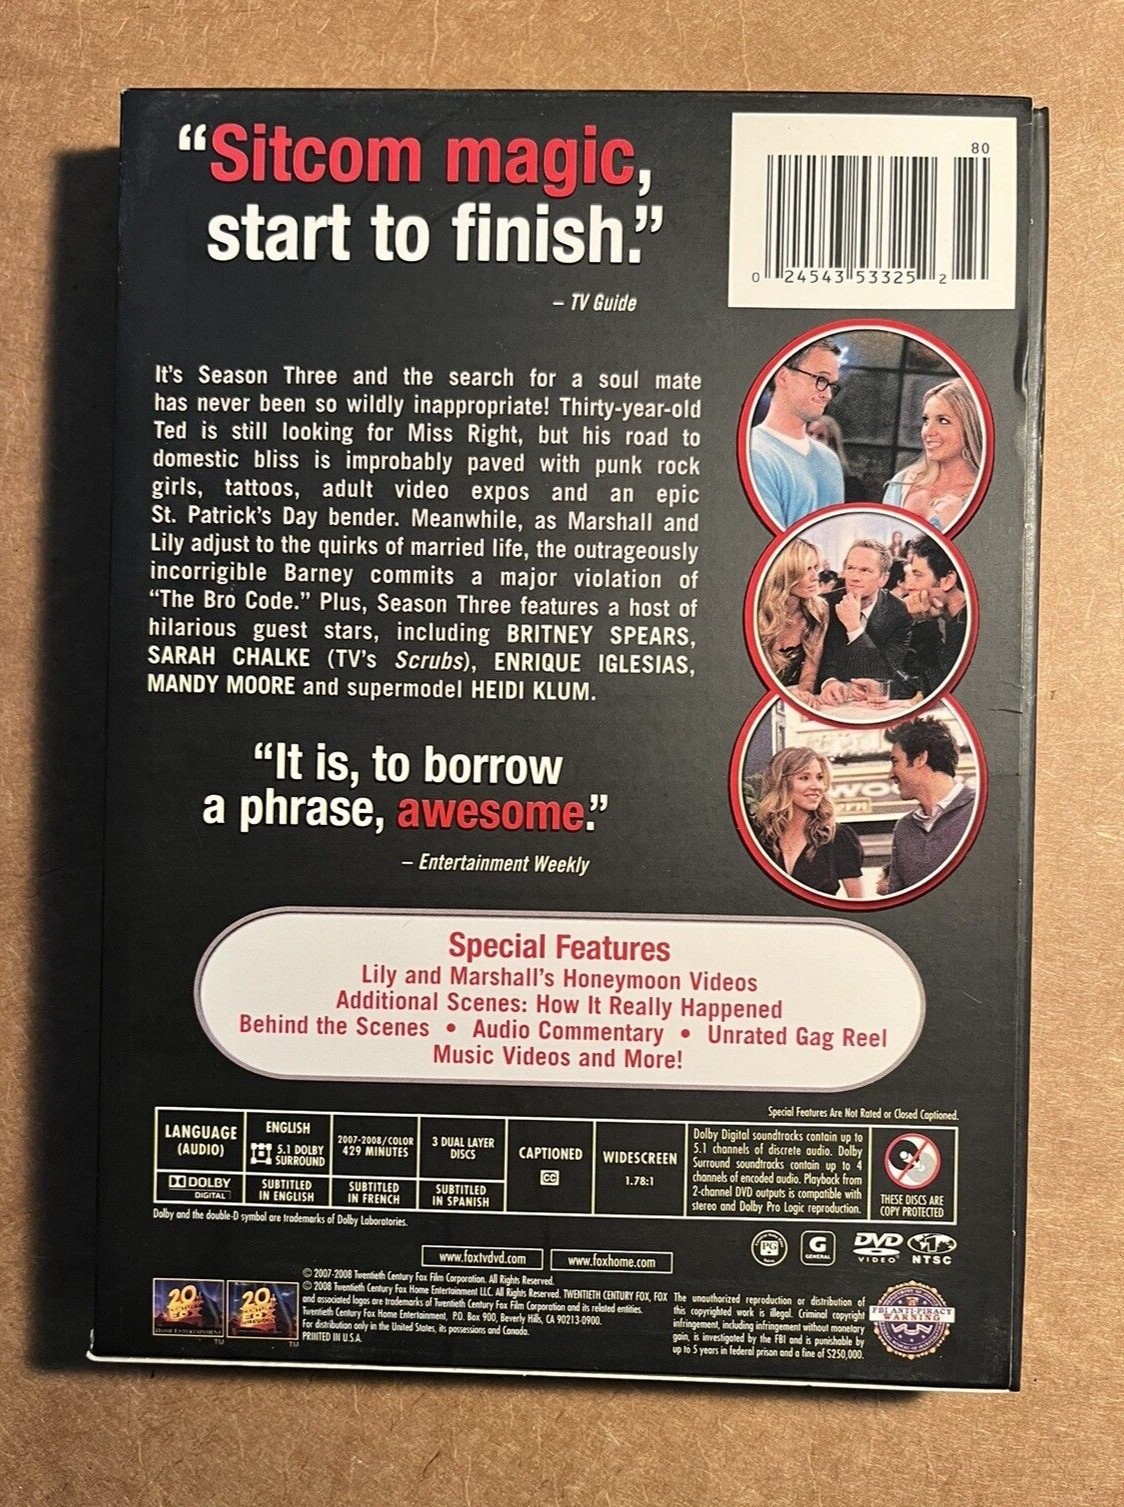 “Sitcom magic,
start to finish.”
– TV Guide
80
0 24543 53325 2
It's Season Three and the search for a soul mate
has never been so wildly inappropriate! Thirty-year-old
Ted is still looking for Miss Right, but his road to
domestic bliss is improbably paved with punk rock
girls, tattoos, adult video expos and an epic
St. Patrick's Day bender. Meanwhile, as Marshall and
Lily adjust to the quirks of married life, the outrageously
incorrigible Barney commits a major violation of
“The Bro Code.” Plus, Season Three features a host of
hilarious guest stars, including BRITNEY SPEARS,
SARAH CHALKE (TV's Scrubs), ENRIQUE IGLESIAS,
MANDY MOORE and supermodel HEIDI KLUM.
“It is, to borrow
a phrase, awesome.”
– Entertainment Weekly
Special Features
Lily and Marshall's Honeymoon Videos
Additional Scenes: How It Really Happened
Behind the Scenes • Audio Commentary • Unrated Gag Reel
Music Videos and More!
Special Features Are Not Rated or Closed Captioned.
LANGUAGE
(AUDIO)
DOLBY
DIGITAL
ENGLISH
5.1 DOLBY
SURROUND
SUBTITLED
IN ENGLISH
2007-2008/COLOR
429 MINUTES
SUBTITLED
IN FRENCH
3 DUAL LAYER
DISCS
SUBTITLED
IN SPANISH
CAPTIONED
CC
WIDESCREEN
1.78:1
Dolby Digital soundtracks contain up to
5.1 channels of discrete audio. Dolby
Surround soundtracks contain up to 4
channels of encoded audio. Playback from
2-channel DVD outputs is compatible with
stereo and Dolby Pro Logic reproduction.
THESE DISCS ARE
COPY PROTECTED
Dolby and the double-D symbol are trademarks of Dolby Laboratories.
www.foxtvdvd.com
www.foxhome.com
PG
G
GENERAL
DVD
VIDEO
NTSC
20
HOME ENTERTAINMENT
TM
20
TM
© 2007-2008 Twentieth Century Fox Film Corporation. All Rights Reserved.
© 2008 Twentieth Century Fox Home Entertainment LLC. All Rights Reserved. TWENTIETH CENTURY FOX, FOX
and associated logos are trademarks of Twentieth Century Fox Film Corporation and its related entities.
Twentieth Century Fox Home Entertainment, P.O. Box 900, Beverly Hills, CA 90213-0900.
For distribution only in the United States, its possessions and Canada.
PRINTED IN U.S.A.
The unauthorized reproduction or distribution of
this copyrighted work is illegal. Criminal copyright
infringement, including infringement without monetary
gain, is investigated by the FBI and is punishable by
up to 5 years in federal prison and a fine of $250,000.
FBI ANTI-PIRACY
WARNING